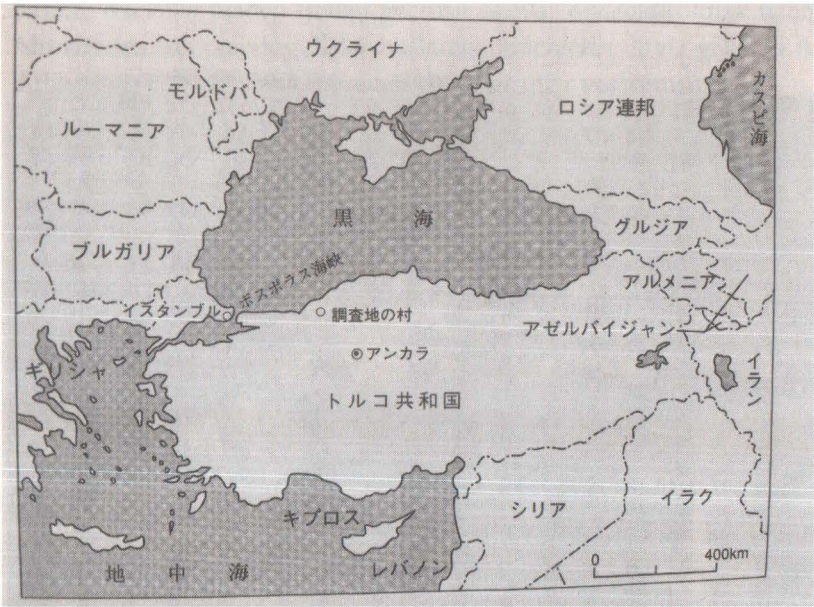 ウクライナ
モルドバ
ルーマニア
ロシア連邦
カスピ海
黒海
グルジア
ブルガリア
アルメニア
ボスポラス海峡
イスタンブル
調査地の村
アゼルバイジャン
アンカラ
ギリシャ
イラン
トルコ共和国
シリア
イラク
キプロス
レバノン
地中海
0 400km